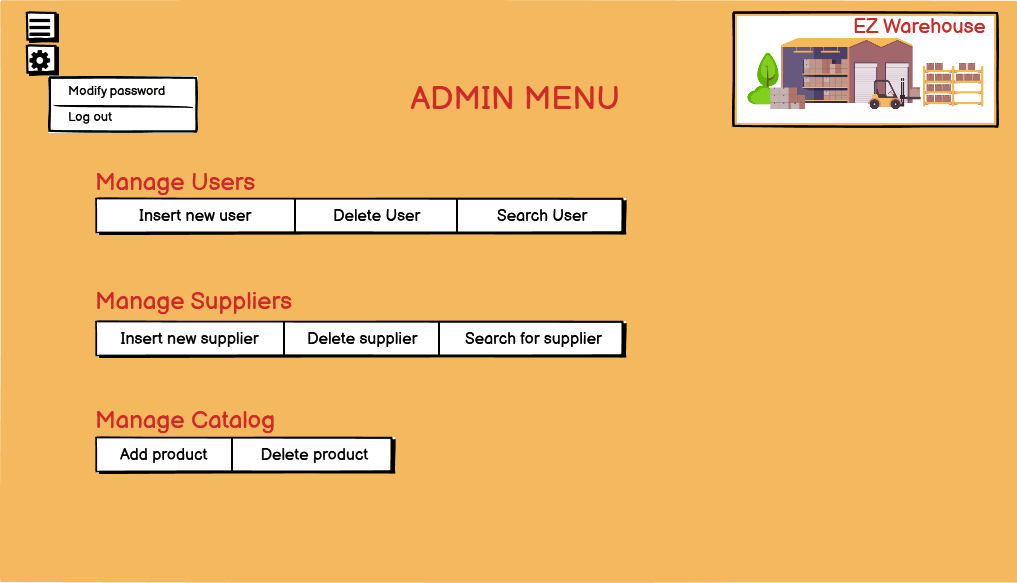 EZ Warehouse
Modify password
Log out
ADMIN MENU
Manage Users
Insert new user Delete User Search User
Manage Suppliers
Insert new supplier Delete supplier Search for supplier
Manage Catalog
Add product Delete product